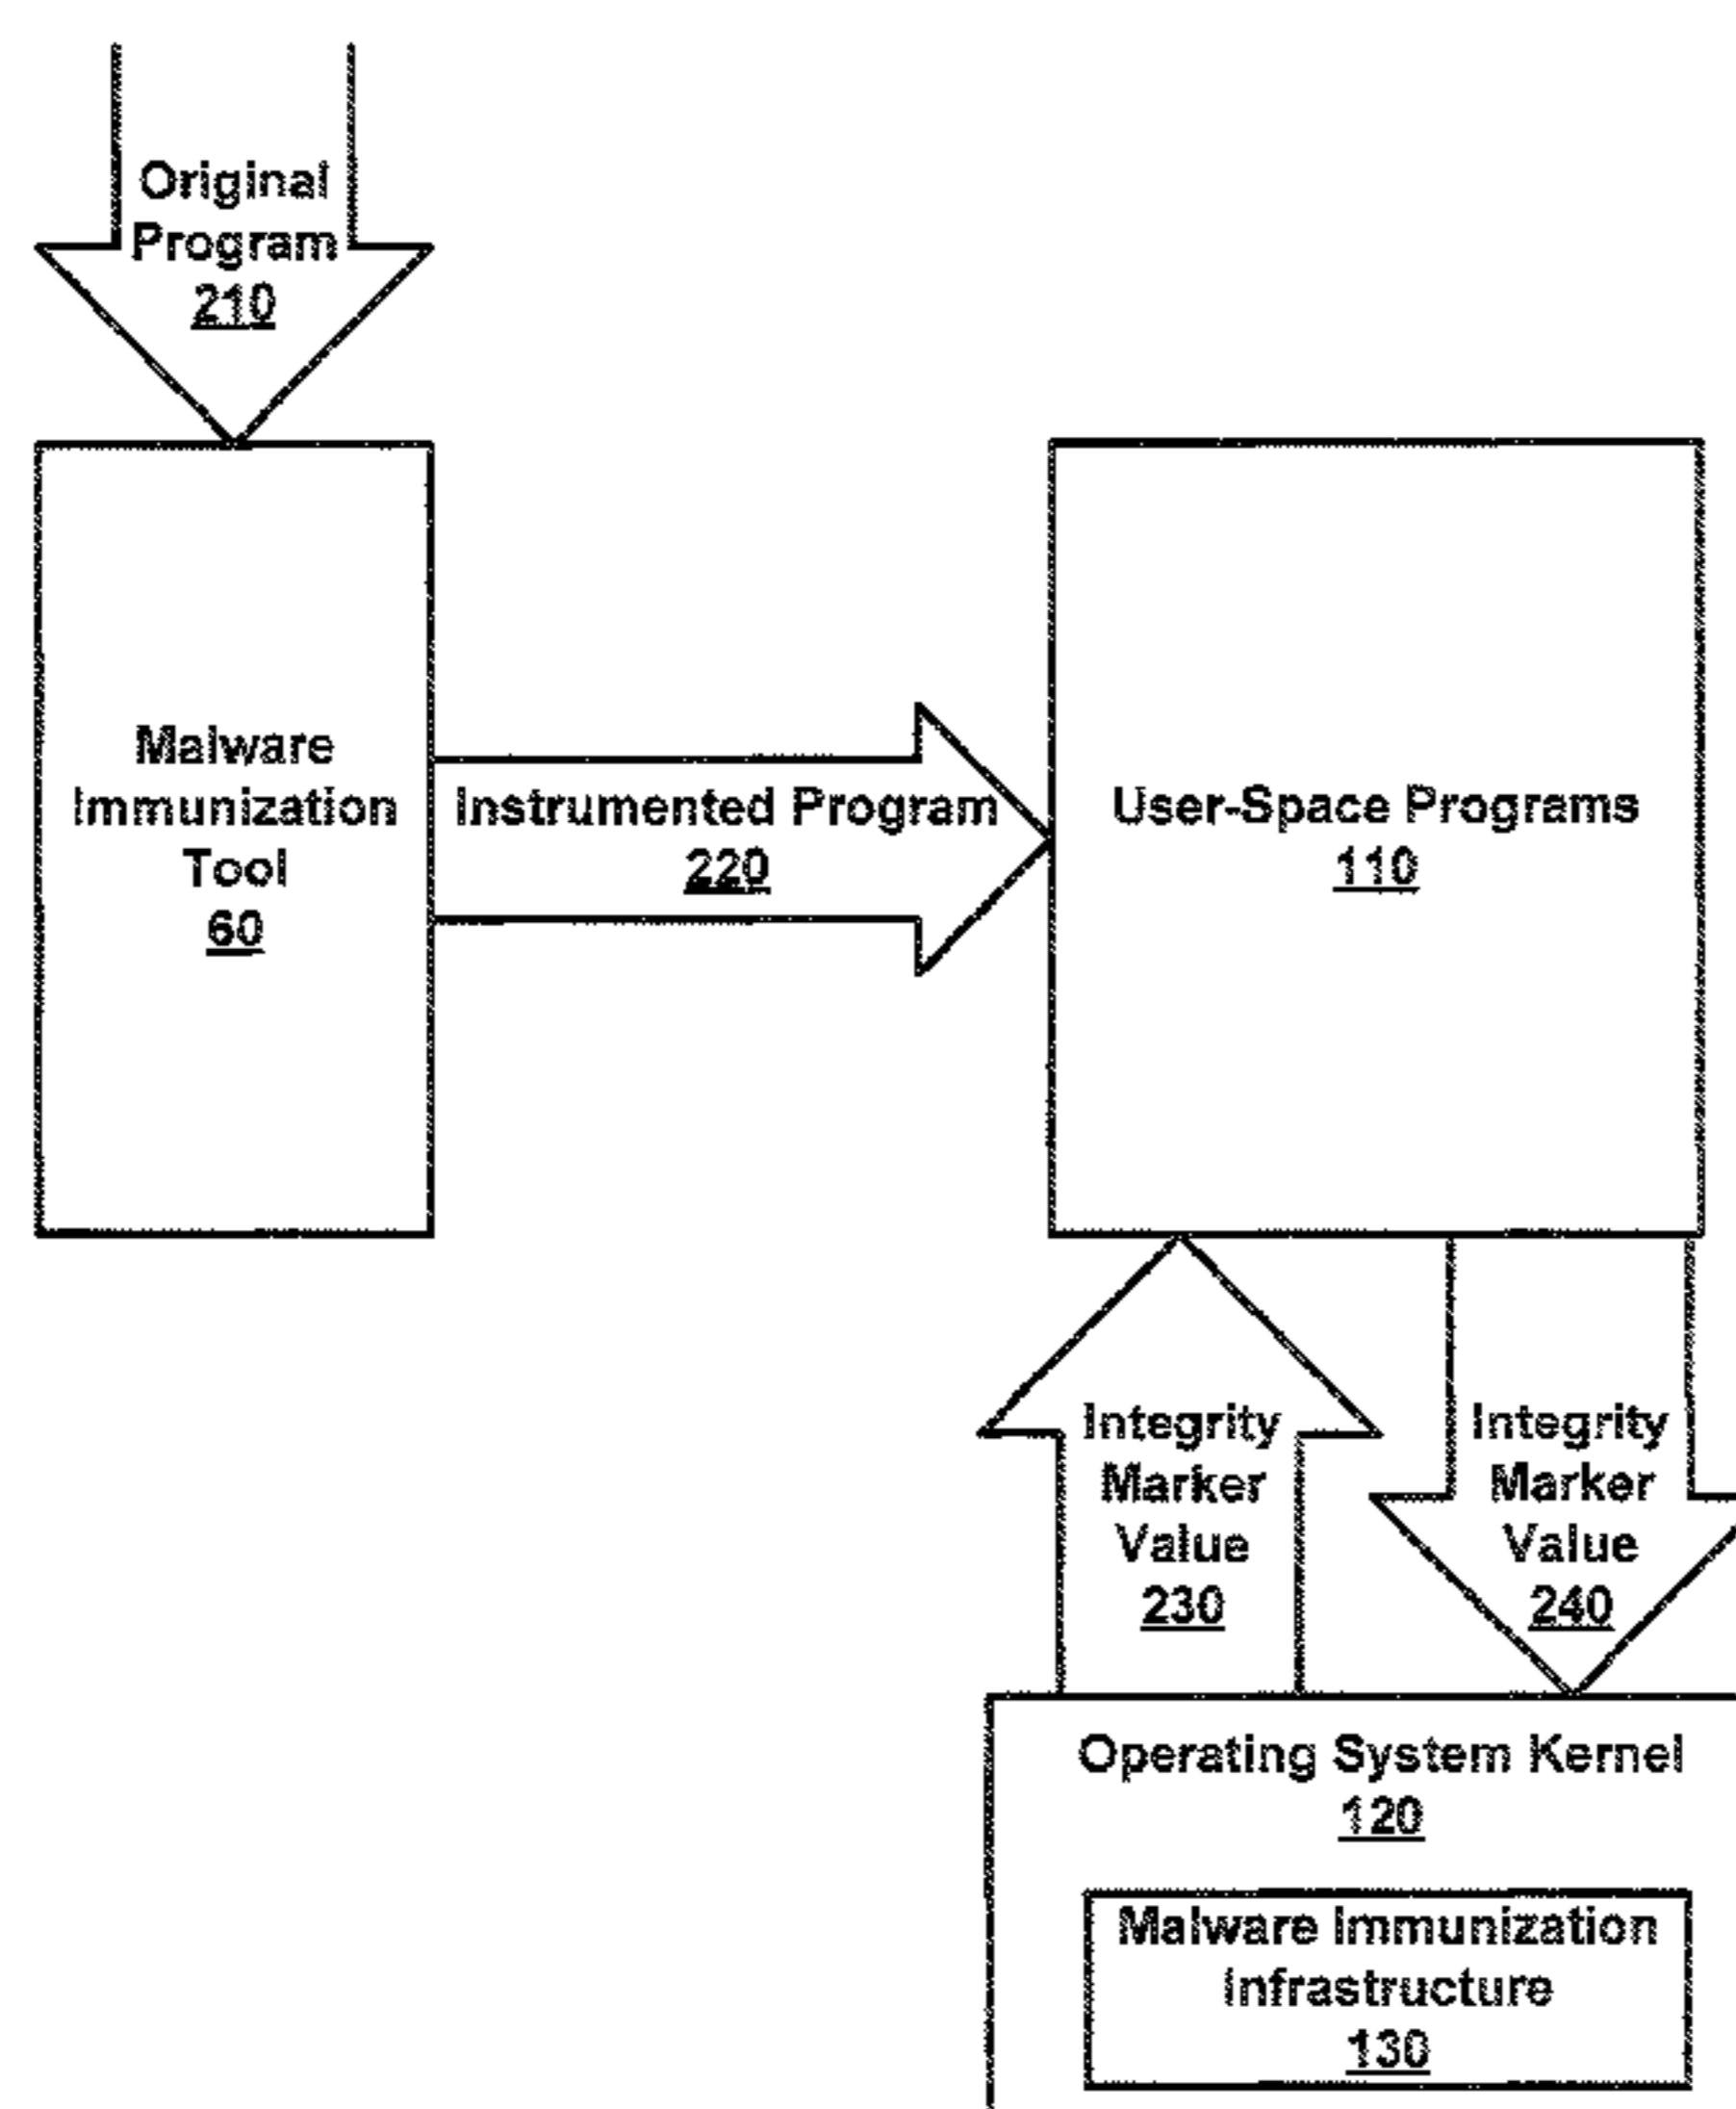 Original
Program
210
Malware
Immunization
Tool
60
Instrumented Program
220
User-Space Programs
110
Integrity
Marker
Value
230
Integrity
Marker
Value
240
Operating System Kernel
120
Malware Immunization
Infrastructure
130